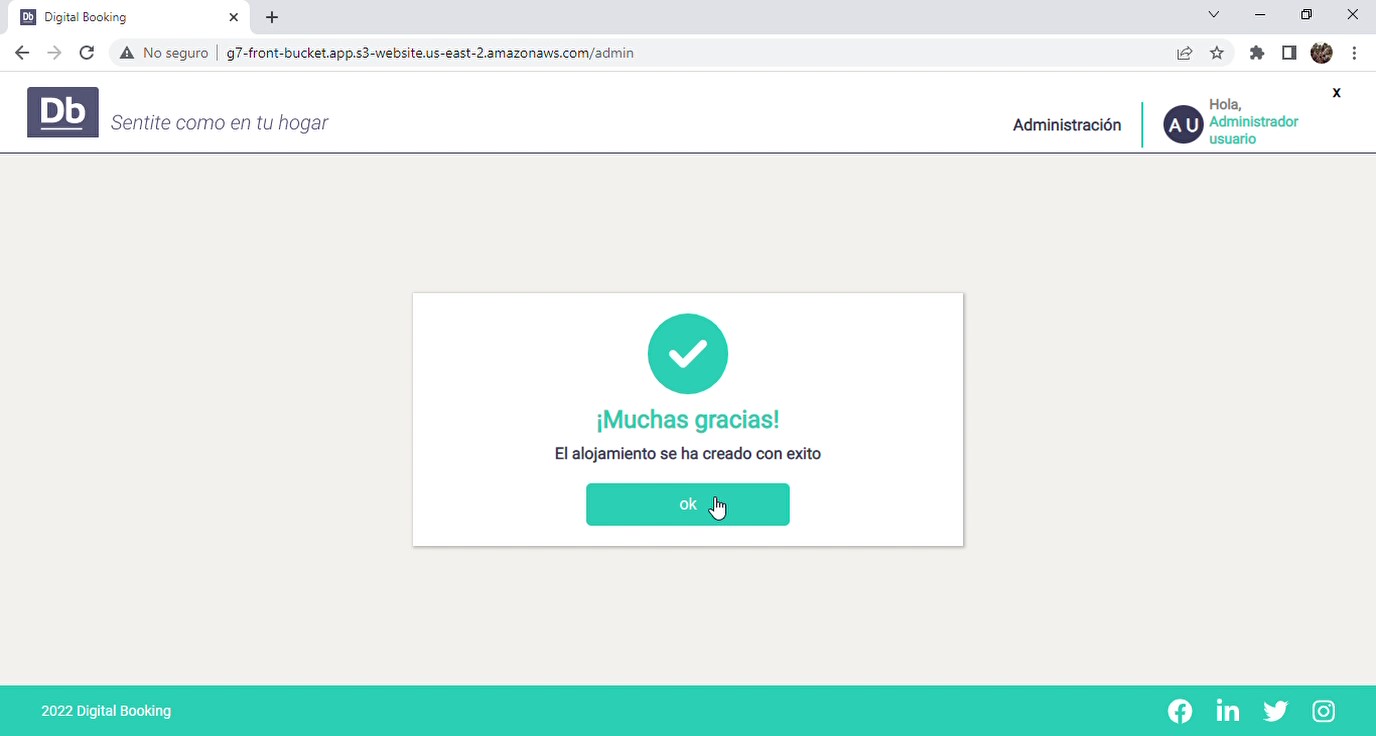 Db Digital Booking
No seguro g7-front-bucket.app.s3-website.us-east-2.amazonaws.com/admin
Db Sentite como en tu hogar
Administración
AU
Hola,
Administrador
usuario
x
¡Muchas gracias!
El alojamiento se ha creado con exito
ok
2022 Digital Booking